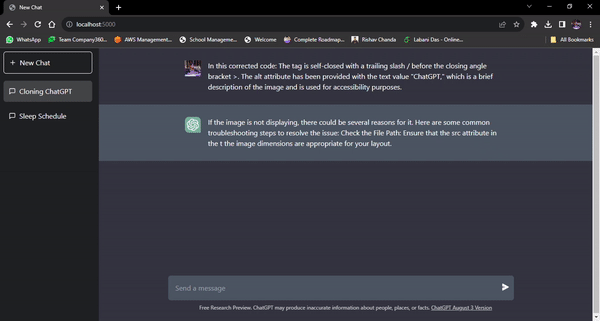 New Chat
localhost:5000
WhatsApp
Team Company360...
AWS Management...
School Manageme...
Welcome
Complete Roadmap...
Rishav Chanda
Labani Das - Online...
All Bookmarks
+ New Chat
Cloning ChatGPT
Sleep Schedule
In this corrected code: The tag is self-closed with a trailing slash / before the closing angle
bracket >. The alt attribute has been provided with the text value "ChatGPT," which is a brief
description of the image and is used for accessibility purposes.
If the image is not displaying, there could be several reasons for it. Here are some common
troubleshooting steps to resolve the issue: Check the File Path: Ensure that the src attribute in
the t the image dimensions are appropriate for your layout.
Send a message
Free Research Preview. ChatGPT may produce inaccurate information about people, places, or facts. ChatGPT August 3 Version